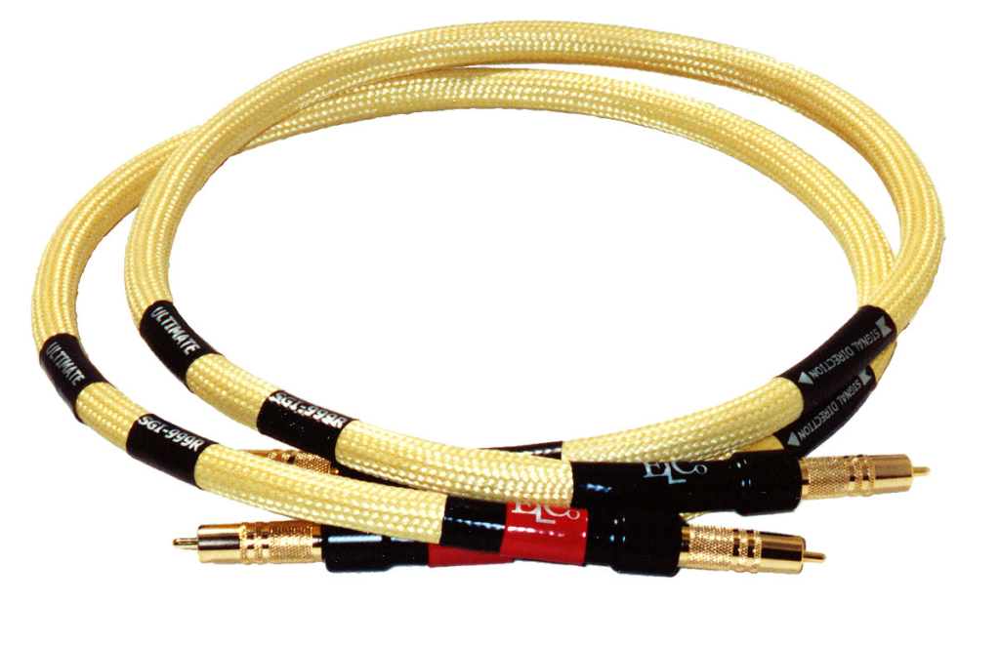 ULTIMATE
ULTIMATE
SGI-999R
SGI-999R
SIGNAL DIRECTION
SIGNAL DIRECTION
ELCo
ELCo